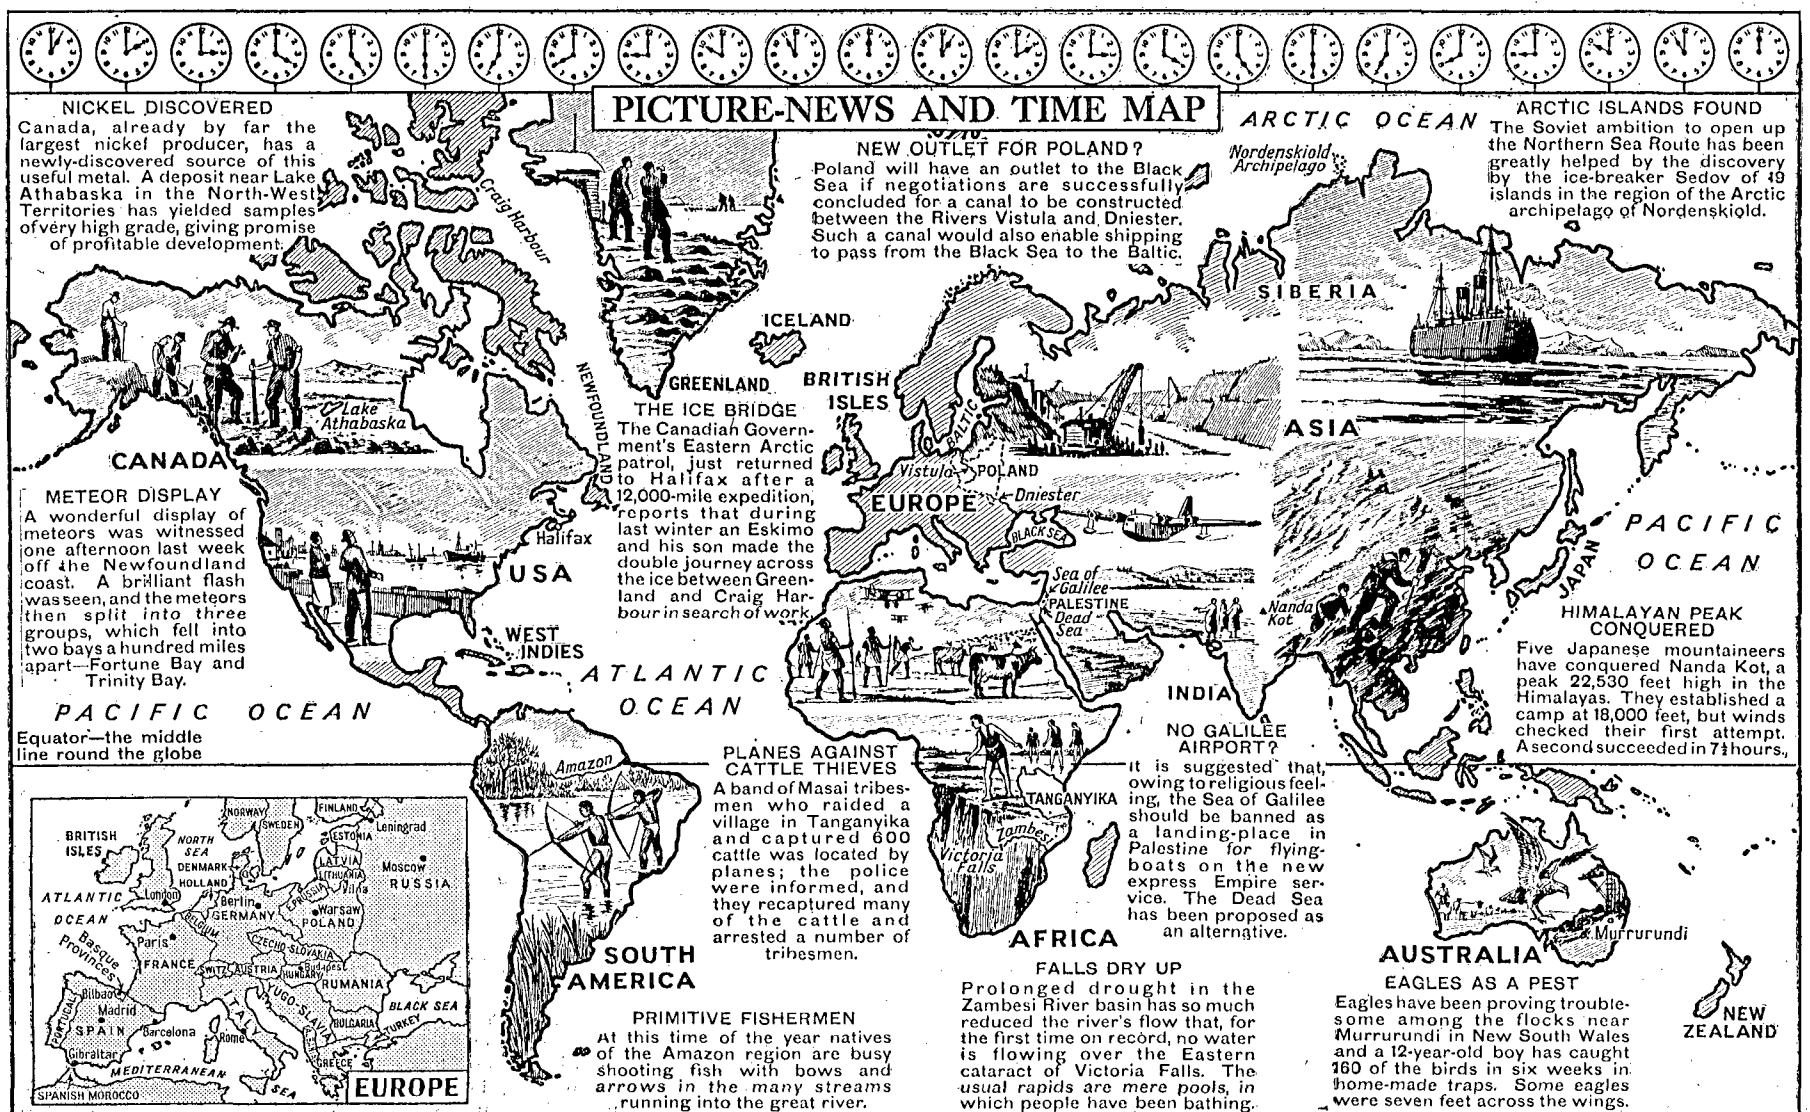 PICTURE-NEWS AND TIME MAP
NICKEL DISCOVERED
Canada, already by far the
largest nickel producer, has a
newly-discovered source of this
useful metal. A deposit near Lake
Athabaska in the North-West
Territories has yielded samples
of very high grade, giving promise
of profitable development.
NEW OUTLET FOR POLAND?
Poland will have an outlet to the Black
Sea if negotiations are successfully
concluded for a canal to be constructed
between the Rivers Vistula and Dniester.
Such a canal would also enable shipping
to pass from the Black Sea to the Baltic.
ARCTIC OCEAN
Nordenskiold
Archipelago
ARCTIC ISLANDS FOUND
The Soviet ambition to open up
the Northern Sea Route has been
greatly helped by the discovery
by the ice-breaker Sedov of 19
islands in the region of the Arctic
archipelago of Nordenskiold.
Craig Harbour
SIBERIA
ICELAND
GREENLAND
BRITISH
ISLES
NEWFOUNDLAND
Lake
Athabaska
CANADA
THE ICE BRIDGE
The Canadian Govern-
ment's Eastern Arctic
patrol, just returned
to Halifax after a
12,000-mile expedition,
reports that during
last winter an Eskimo
and his son made the
double journey across
the ice between Green-
land and Craig Har-
bour in search of work.
BALTIC
Vistula
POLAND
EUROPE
Dniester
BLACK SEA
ASIA
METEOR DISPLAY
A wonderful display of
meteors was witnessed
one afternoon last week
off the Newfoundland
coast. A brilliant flash
was seen, and the meteors
then split into three
groups, which fell into
two bays a hundred miles
apart—Fortune Bay and
Trinity Bay.
Halifax
USA
WEST
INDIES
ATLANTIC
OCEAN
Sea of
Galilee
PALESTINE
Dead
Sea
Nanda
Kot
INDIA
JAPAN
PACIFIC
OCEAN
HIMALAYAN PEAK
CONQUERED
Five Japanese mountaineers
have conquered Nanda Kot, a
peak 22,530 feet high in the
Himalayas. They established a
camp at 18,000 feet, but winds
checked their first attempt.
A second succeeded in 7½ hours.
PACIFIC OCEAN
Equator—the middle
line round the globe
Amazon
PLANES AGAINST
CATTLE THIEVES
A band of Masai tribes-
men who raided a
village in Tanganyika
and captured 600
cattle was located by
planes; the police
were informed, and
they recaptured many
of the cattle and
arrested a number of
tribesmen.
TANGANYIKA
Zambesi
Victoria
Falls
NO GALILEE
AIRPORT?
It is suggested that,
owing to religious feel-
ing, the Sea of Galilee
should be banned as
a landing-place in
Palestine for flying-
boats on the new
express Empire ser-
vice. The Dead Sea
has been proposed as
an alternative.
SOUTH
AMERICA
AFRICA
AUSTRALIA
Murrurundi
NEW
ZEALAND
PRIMITIVE FISHERMEN
At this time of the year natives
of the Amazon region are busy
shooting fish with bows and
arrows in the many streams
running into the great river.
FALLS DRY UP
Prolonged drought in the
Zambesi River basin has so much
reduced the river's flow that, for
the first time on record, no water
is flowing over the Eastern
cataract of Victoria Falls. The
usual rapids are mere pools, in
which people have been bathing.
EAGLES AS A PEST
Eagles have been proving trouble-
some among the flocks near
Murrurundi in New South Wales
and a 12-year-old boy has caught
160 of the birds in six weeks in
home-made traps. Some eagles
were seven feet across the wings.
NORWAY
SWEDEN
FINLAND
Leningrad
ESTONIA
BRITISH
ISLES
NORTH
SEA
DENMARK
LATVIA
LITHUANIA
Moscow
RUSSIA
HOLLAND
E. PRUSSIA
Vilna
ATLANTIC
OCEAN
London
Berlin
GERMANY
Warsaw
POLAND
BELGIUM
Paris
CZECHO-SLOVAKIA
Basque
Provinces
FRANCE
SWITZ
AUSTRIA
HUNGARY
Budapest
RUMANIA
Bilbao
PORTUGAL
Madrid
SPAIN
Barcelona
ITALY
Rome
YUGO-SLAVIA
BLACK SEA
BULGARIA
TURKEY
Gibraltar
GREECE
MEDITERRANEAN
SEA
SPANISH MOROCCO
EUROPE